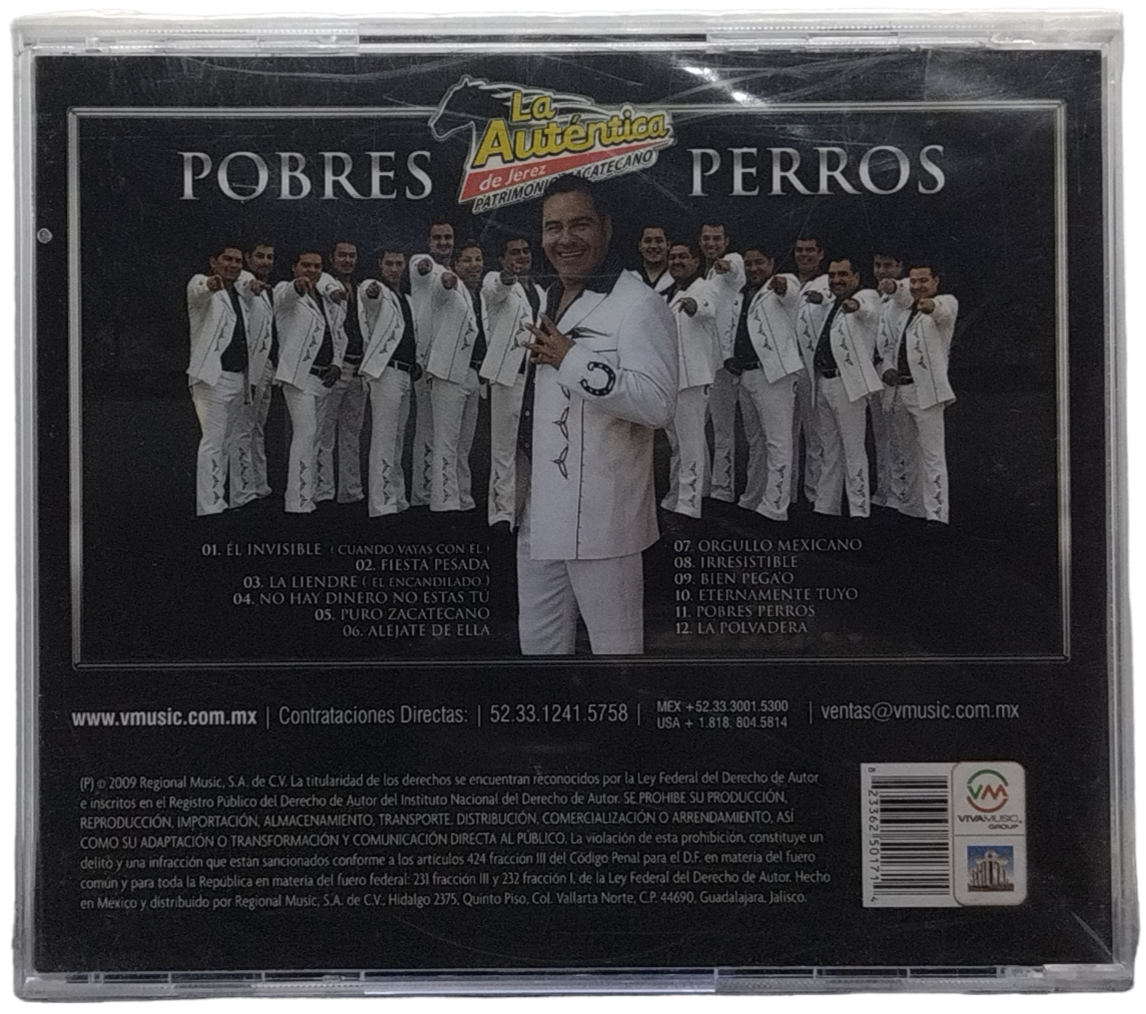 La
Auténtica
de Jerez
PATRIMONIO ZACATECANO
POBRES PERROS
01. ÉL INVISIBLE ( CUANDO VAYAS CON EL )
02. FIESTA PESADA
03. LA LIENDRE ( EL ENCANDILADO )
04. NO HAY DINERO NO ESTAS TÚ
05. PURO ZACATECANO
06. ALEJATE DE ELLA
07. ORGULLO MEXICANO
08. IRRESISTIBLE
09. BIEN PEGA'O
10. ETERNAMENTE TUYO
11. POBRES PERROS
12. LA POLVADERA
www.vmusic.com.mx | Contrataciones Directas: | 52.33.1241.5758 | MEX +52.33.3001.5300 | ventas@vmusic.com.mx
USA + 1.818. 804.5814
(P) © 2009 Regional Music, S.A. de C.V. La titularidad de los derechos se encuentran reconocidos por la Ley Federal del Derecho de Autor
e inscritos en el Registro Público del Derecho de Autor del Instituto Nacional del Derecho de Autor. SE PROHIBE SU PRODUCCIÓN,
REPRODUCCIÓN, IMPORTACIÓN, ALMACENAMIENTO, TRANSPORTE, DISTRIBUCIÓN, COMERCIALIZACIÓN O ARRENDAMIENTO, ASÍ
COMO SU ADAPTACIÓN O TRANSFORMACIÓN Y COMUNICACIÓN DIRECTA AL PÚBLICO. La violación de esta prohibición, constituye un
delito y una infracción que están sancionados conforme a los artículos 424 fracción III del Código Penal para el D.F. en materia del fuero
común y para toda la República en materia del fuero federal: 231 fracción III y 232 fracción I, de la Ley Federal del Derecho de Autor. Hecho
en México y distribuido por Regional Music, S.A. de C.V., Hidalgo 2375, Quinto Piso, Col. Vallarta Norte, C.P. 44690, Guadalajara, Jalisco.
8 23362 50171 4
VM
VIVAMUSIC
GROUP